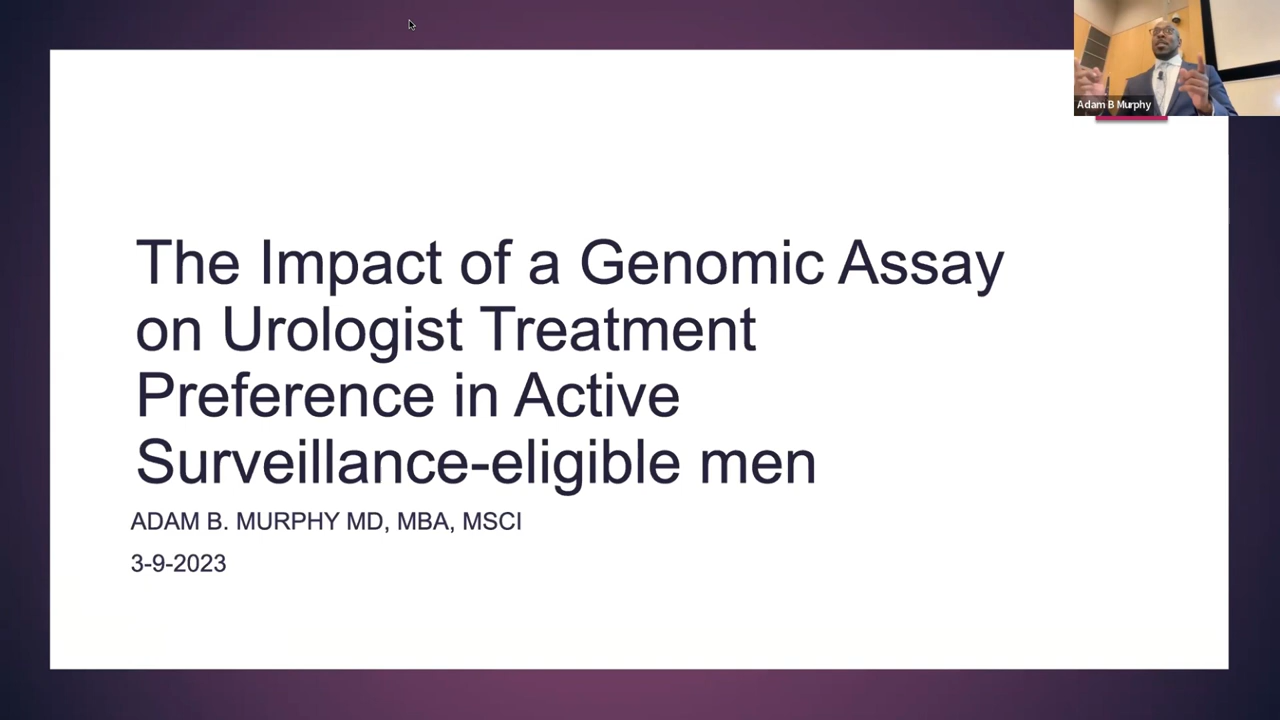 Adam B Murphy
The Impact of a Genomic Assay
on Urologist Treatment
Preference in Active
Surveillance-eligible men
ADAM B. MURPHY MD, MBA, MSCI
3-9-2023